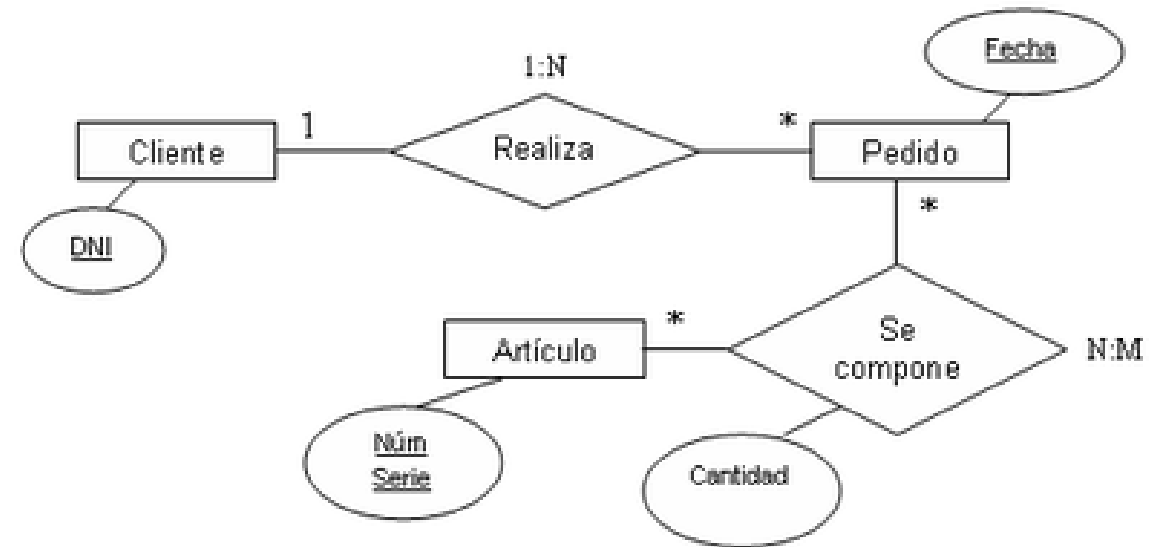 Fecha
1:N
Cliente
1
Realiza
*
Pedido
*
DNI
Artículo
*
Se
compone
N:M
Núm
Serie
Cantidad